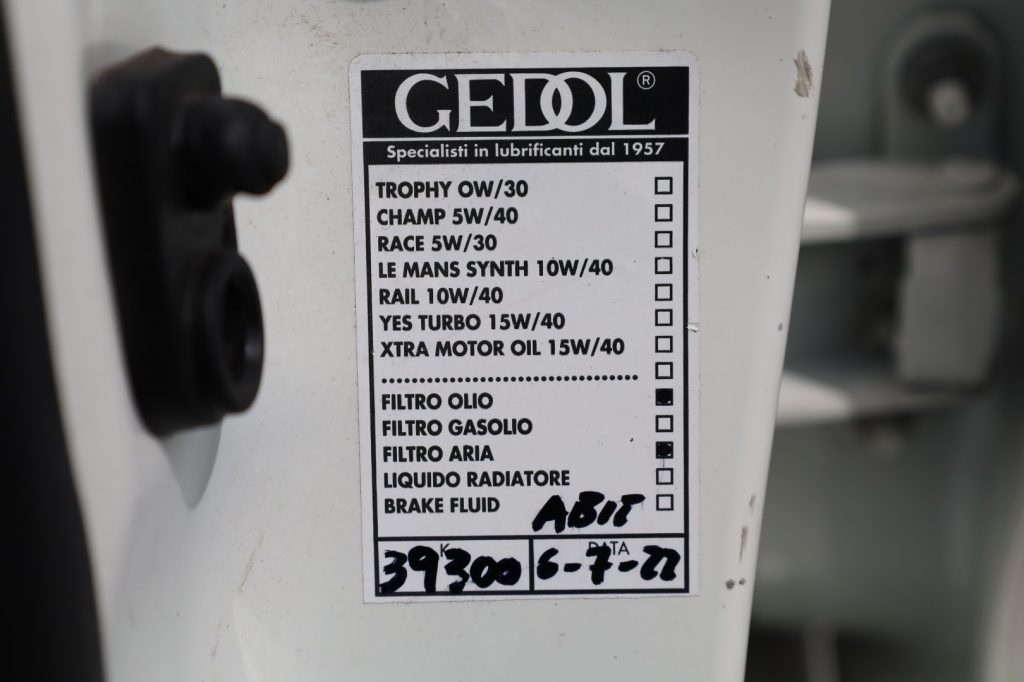 GEDOL®
Specialisti in lubrificanti dal 1957
TROPHY OW/30
CHAMP 5W/40
RACE 5W/30
LE MANS SYNTH 10W/40
RAIL 10W/40
YES TURBO 15W/40
XTRA MOTOR OIL 15W/40
FILTRO OLIO
FILTRO GASOLIO
FILTRO ARIA
LIQUIDO RADIATORE
BRAKE FLUID
ABIT
K DATA
39300 6-7-22